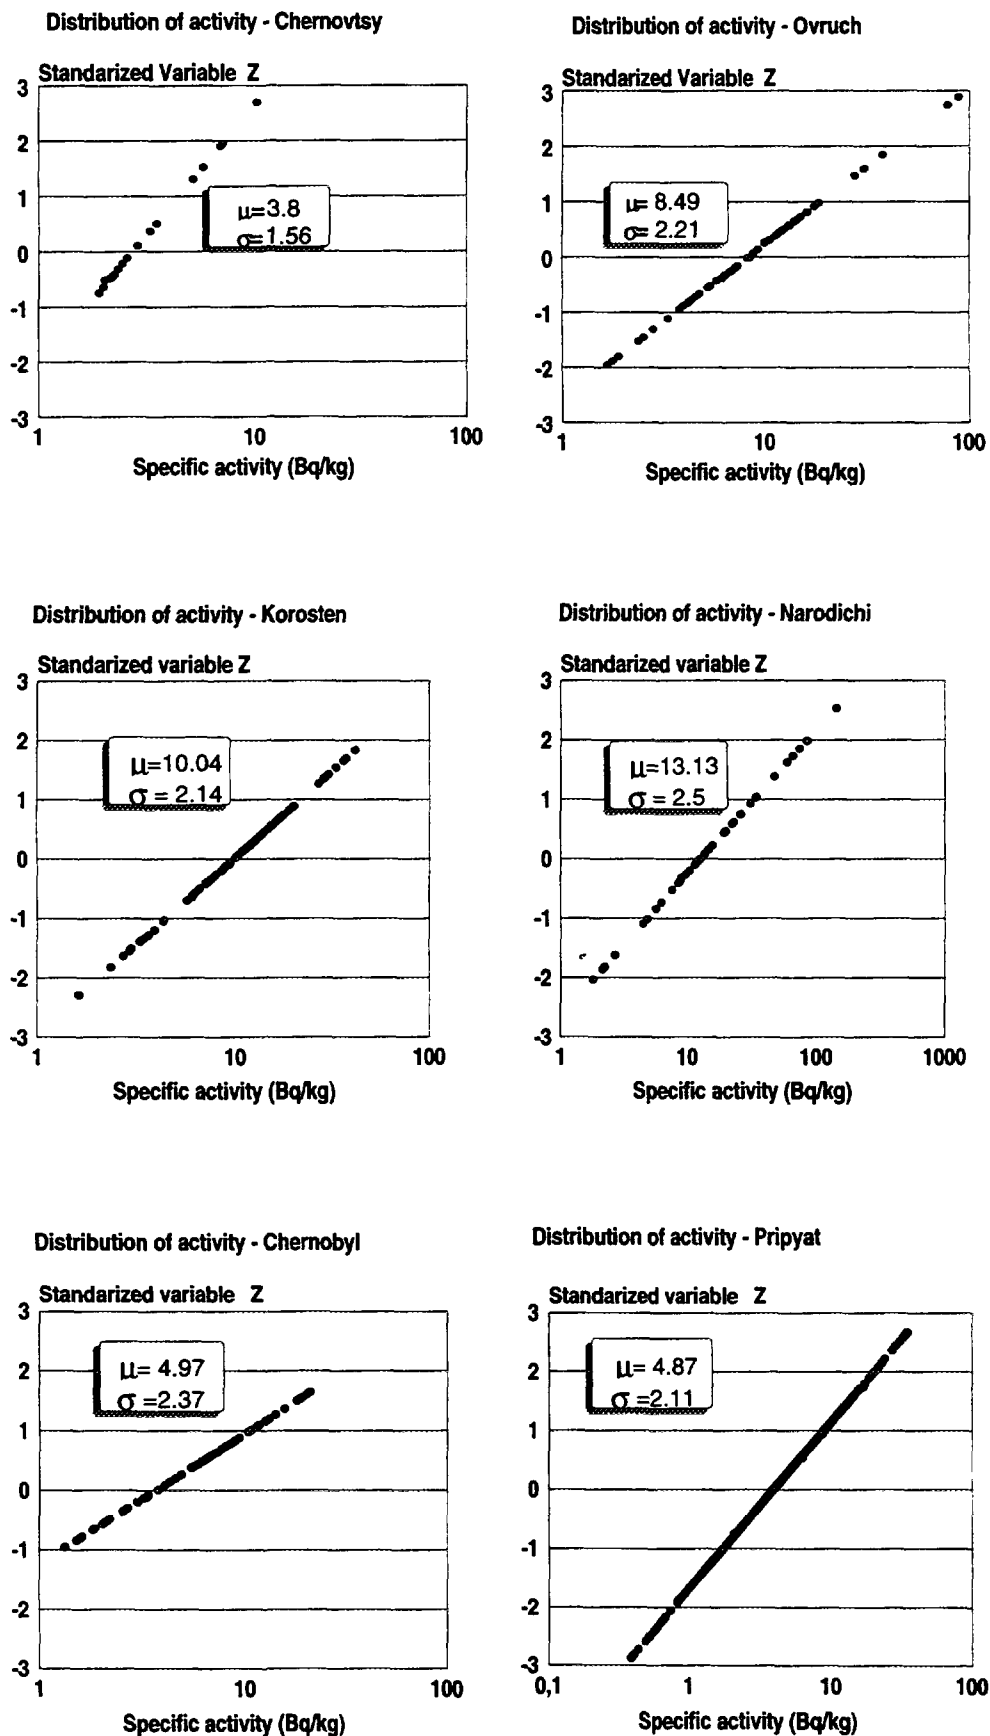 Distribution of activity - Chernovtsy
Standarized Variable Z
3
2
1
0
-1
-2
-3
μ=3.8
σ=1.56
1 10 100
Specific activity (Bq/kg)
Distribution of activity - Ovruch
Standarized Variable Z
3
2
1
0
-1
-2
-3
μ= 8.49
σ= 2.21
1 10 100
Specific activity (Bq/kg)
Distribution of activity - Korosten
Standarized variable Z
3
2
1
0
-1
-2
-3
μ=10.04
σ = 2.14
1 10 100
Specific activity (Bq/kg)
Distribution of activity - Narodichi
Standarized variable Z
3
2
1
0
-1
-2
-3
μ=13.13
σ = 2.5
1 10 100 1000
Specific activity (Bq/kg)
Distribution of activity - Chernobyl
Standarized variable Z
3
2
1
0
-1
-2
-3
μ= 4.97
σ =2.37
1 10 100
Specific activity (Bq/kg)
Distribution of activity - Pripyat
Standarized variable Z
3
2
1
0
-1
-2
-3
μ= 4.87
σ =2.11
0,1 1 10 100
Specific activity (Bq/kg)